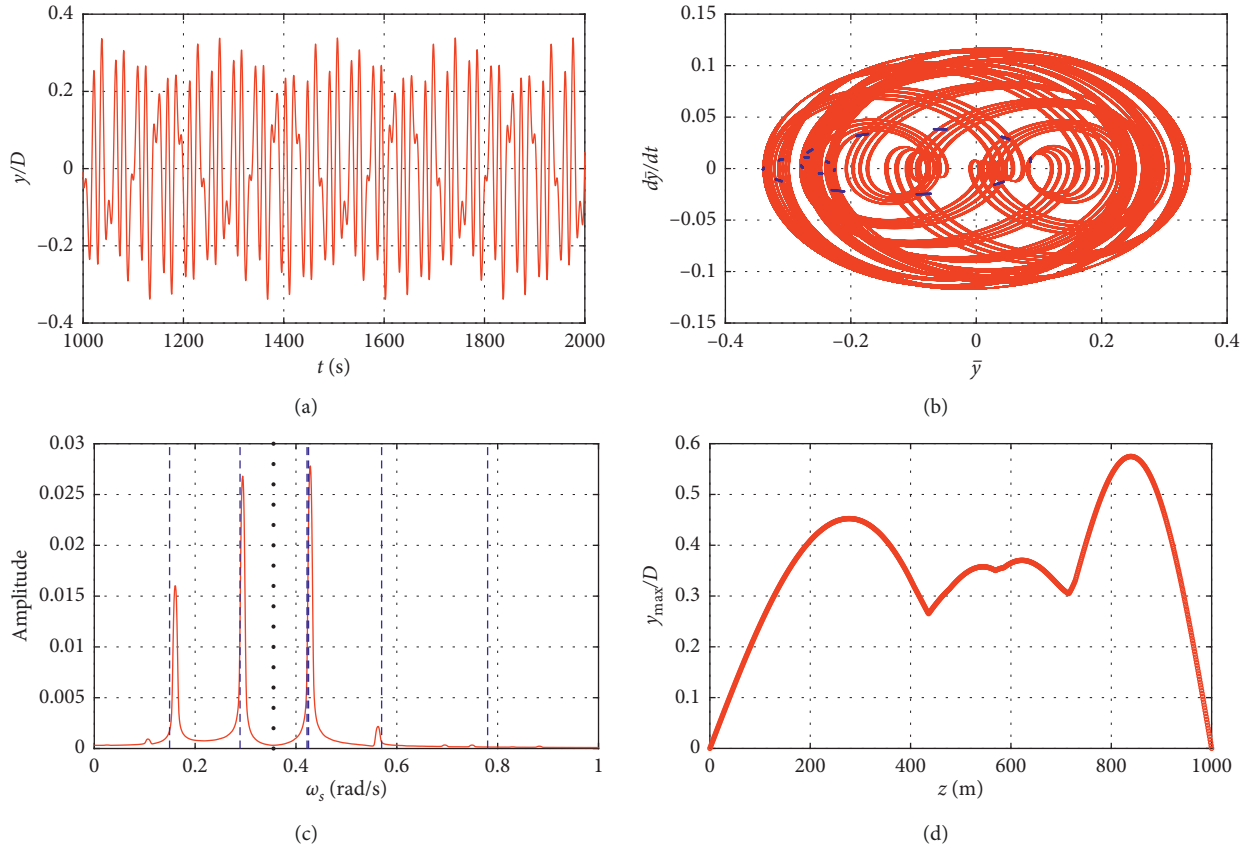 0.4
0.2
0
−0.2
−0.4
y/D
1000 1200 1400 1600 1800 2000
t (s)
(a)
0.15
0.1
0.05
0
−0.05
−0.1
−0.15
dȳ/dt
−0.4 −0.2 0 0.2 0.4
ȳ
(b)
0.03
0.025
0.02
0.015
0.01
0.005
0
Amplitude
0 0.2 0.4 0.6 0.8 1
ωs (rad/s)
(c)
0.6
0.5
0.4
0.3
0.2
0.1
0
ymax/D
0 200 400 600 800 1000
z (m)
(d)